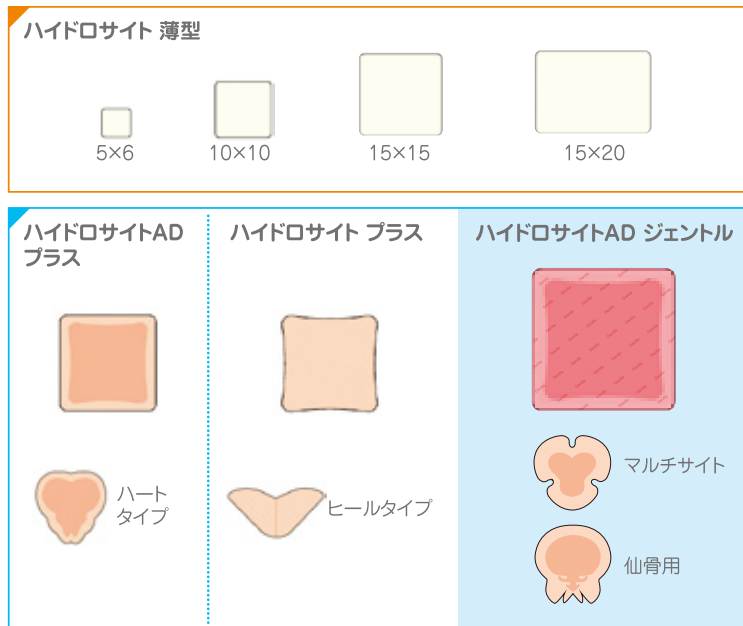 ハイドロサイト 薄型
5×6
10×10
15×15
15×20
ハイドロサイトAD
プラス
ハート
タイプ
ハイドロサイト プラス
ヒールタイプ
ハイドロサイトAD ジェントル
マルチサイト
仙骨用